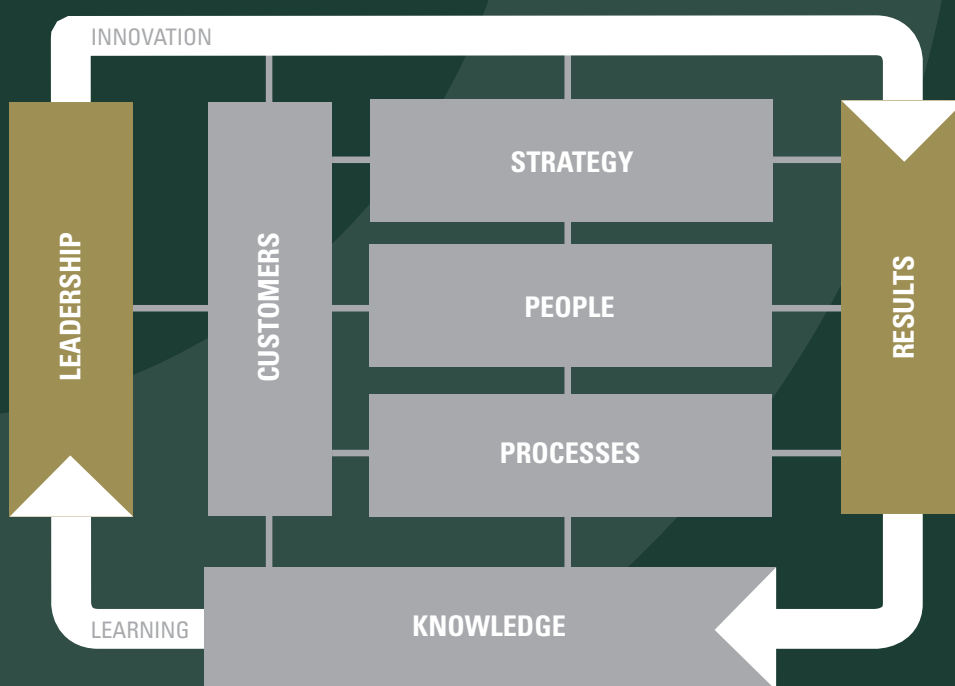 INNOVATION
LEADERSHIP
CUSTOMERS
STRATEGY
PEOPLE
PROCESSES
RESULTS
LEARNING
KNOWLEDGE